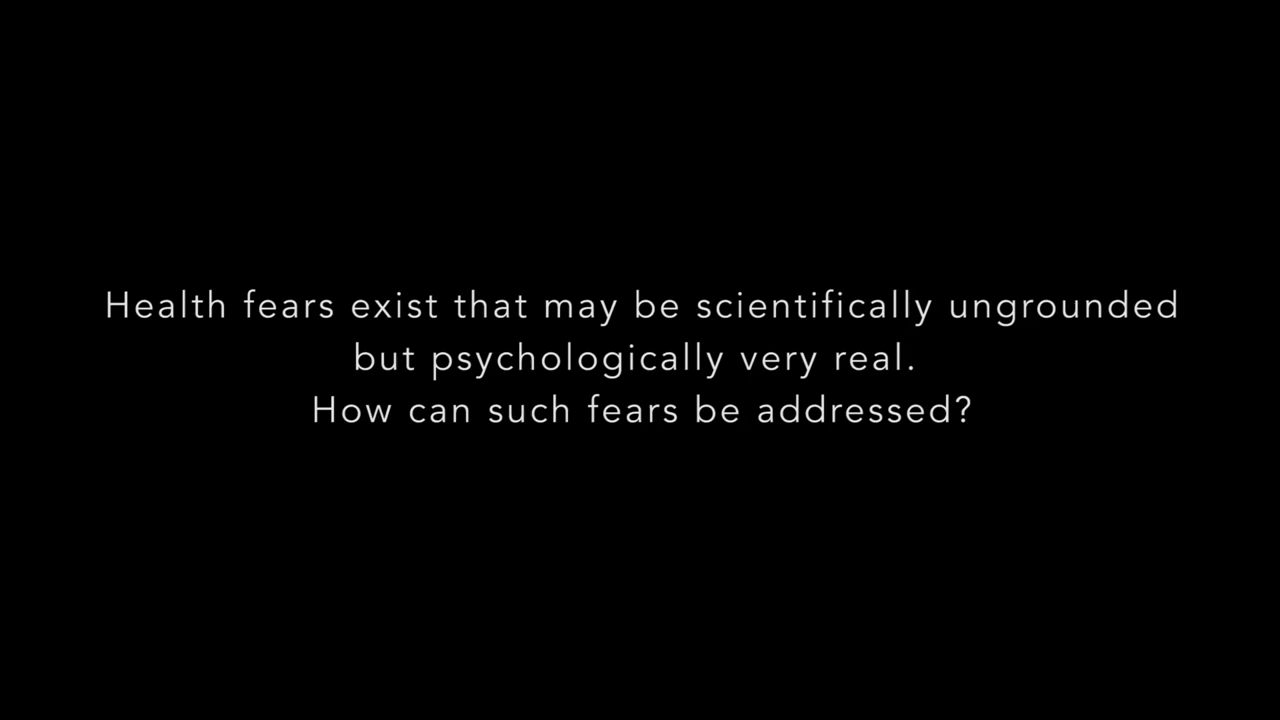 Health fears exist that may be scientifically ungrounded
but psychologically very real.
How can such fears be addressed?